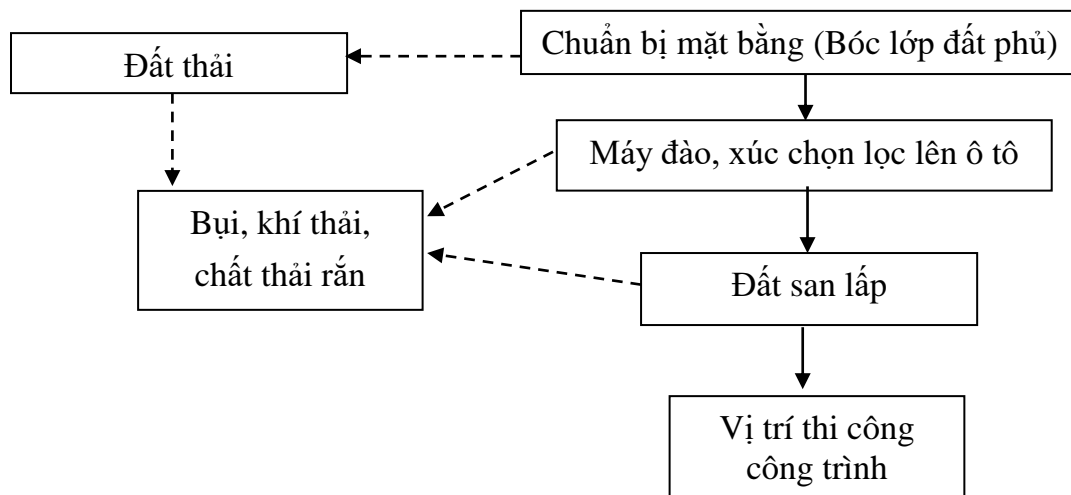 Chuẩn bị mặt bằng (Bóc lớp đất phủ)
Đất thải
Máy đào, xúc chọn lọc lên ô tô
Bụi, khí thải,
chất thải rắn
Đất san lấp
Vị trí thi công
công trình